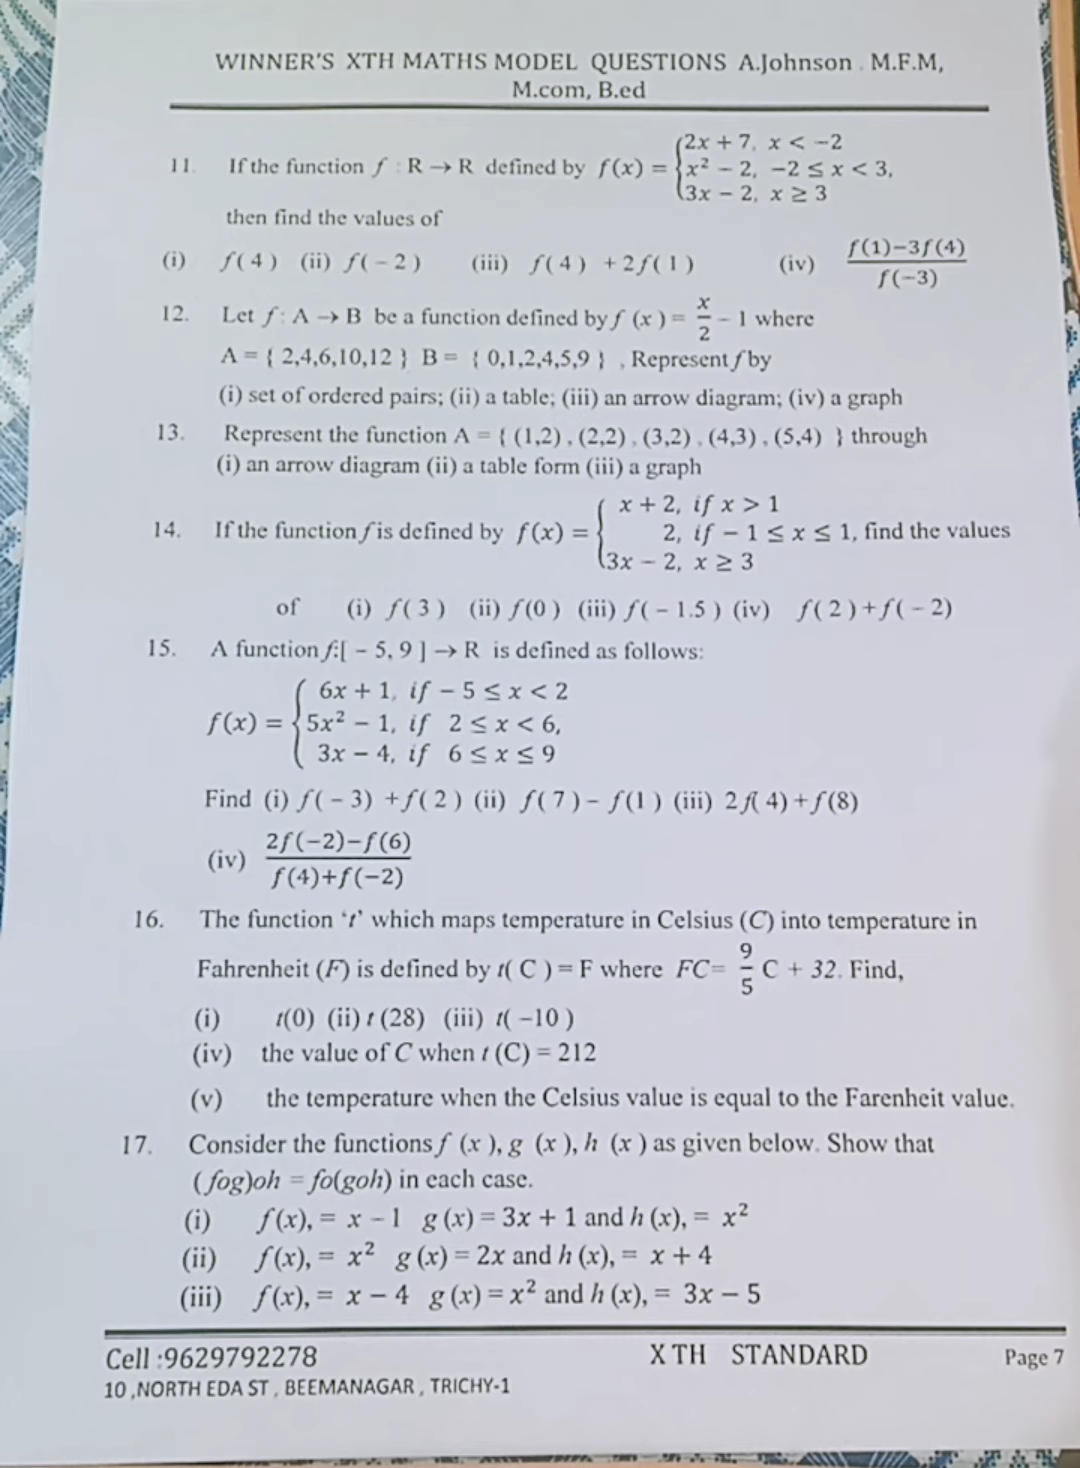 WINNER'S XTH MATHS MODEL QUESTIONS A.Johnson . M.F.M,
M.com, B.ed
11. If the function f : R → R defined by f(x) = {2x + 7, x < −2
x² − 2, −2 ≤ x < 3,
3x − 2, x ≥ 3
then find the values of
(i) f( 4 ) (ii) f( − 2 ) (iii) f( 4 ) + 2f( 1 ) (iv) f(1)−3f(4) / f(−3)
12. Let f : A → B be a function defined by f (x ) = x/2 − 1 where
A = { 2,4,6,10,12 } B = { 0,1,2,4,5,9 } , Represent f by
(i) set of ordered pairs; (ii) a table; (iii) an arrow diagram; (iv) a graph
13. Represent the function A = { (1,2) , (2,2) , (3,2) , (4,3) , (5,4) } through
(i) an arrow diagram (ii) a table form (iii) a graph
14. If the function f is defined by f(x) = { x + 2, if x > 1
2, if − 1 ≤ x ≤ 1, find the values
3x − 2, x ≥ 3
of (i) f( 3 ) (ii) f(0 ) (iii) f( − 1.5 ) (iv) f( 2 )+f( − 2)
15. A function f:[ − 5, 9 ] → R is defined as follows:
f(x) = { 6x + 1, if − 5 ≤ x < 2
5x² − 1, if 2 ≤ x < 6,
3x − 4, if 6 ≤ x ≤ 9
Find (i) f( − 3) +f( 2 ) (ii) f( 7 ) − f(1 ) (iii) 2 f( 4) + f(8)
(iv) 2f(−2)−f(6) / f(4)+f(−2)
16. The function 't' which maps temperature in Celsius (C) into temperature in
Fahrenheit (F) is defined by t( C ) = F where FC= 9/5 C + 32. Find,
(i) t(0) (ii) t (28) (iii) t( −10 )
(iv) the value of C when t (C) = 212
(v) the temperature when the Celsius value is equal to the Farenheit value.
17. Consider the functions f (x ), g (x ), h (x ) as given below. Show that
( fog)oh = fo(goh) in each case.
(i) f(x), = x − 1 g (x) = 3x + 1 and h (x), = x²
(ii) f(x), = x² g (x) = 2x and h (x), = x + 4
(iii) f(x), = x − 4 g (x) = x² and h (x), = 3x − 5
Cell :9629792278 X TH STANDARD Page 7
10 ,NORTH EDA ST , BEEMANAGAR , TRICHY-1